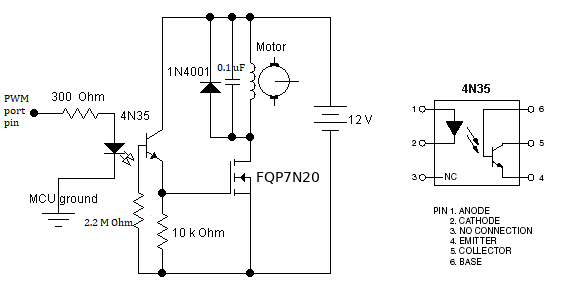 Motor
1N4001
0.1 uF
PWM
port
pin
300 Ohm
4N35
12 V
MCU ground
FQP7N20
2.2 M Ohm
10 k Ohm
4N35
1
2
3
NC
6
5
4
PIN 1. ANODE
2. CATHODE
3. NO CONNECTION
4. EMITTER
5. COLLECTOR
6. BASE